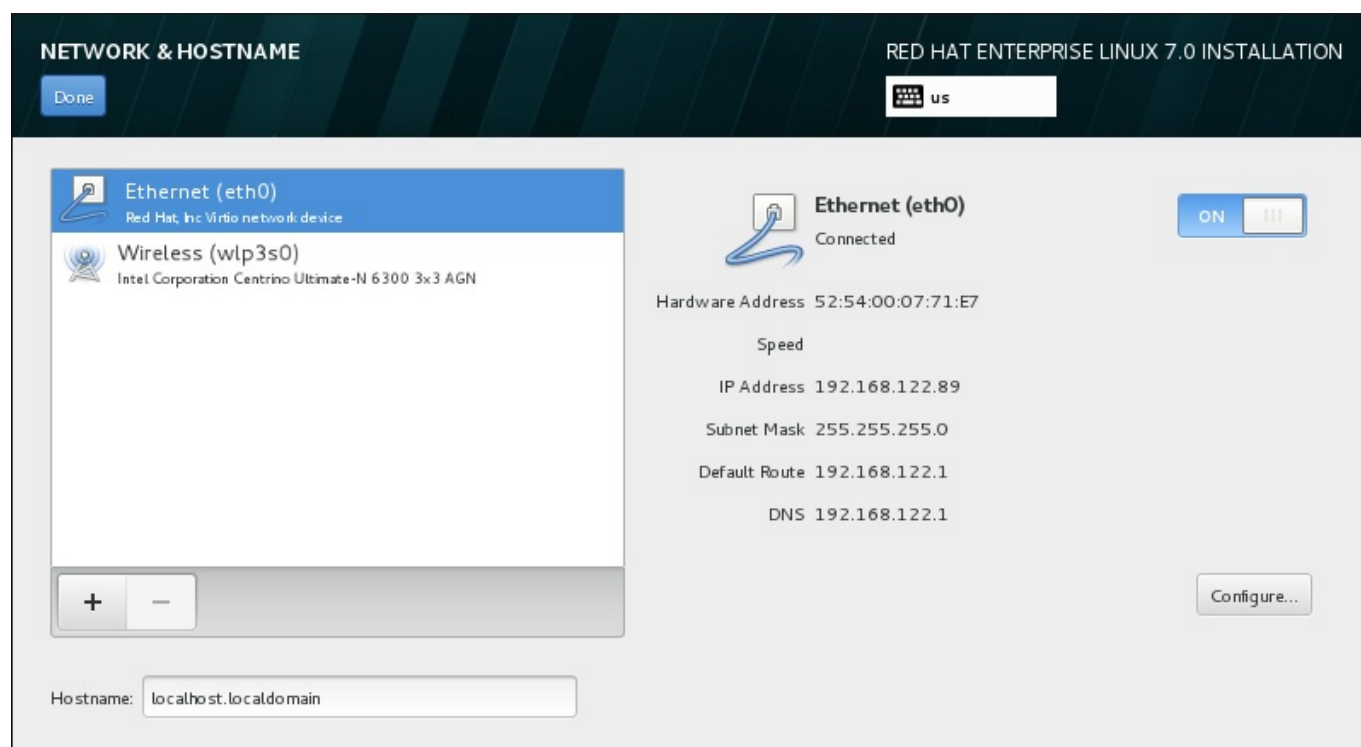 NETWORK & HOSTNAME
Done
RED HAT ENTERPRISE LINUX 7.0 INSTALLATION
us
Ethernet (eth0)
Red Hat, Inc Virtio network device
Wireless (wlp3s0)
Intel Corporation Centrino Ultimate-N 6300 3x3 AGN
+ −
Hostname: localhost.localdomain
Ethernet (eth0)
Connected
ON
Hardware Address 52:54:00:07:71:E7
Speed
IP Address 192.168.122.89
Subnet Mask 255.255.255.0
Default Route 192.168.122.1
DNS 192.168.122.1
Configure...